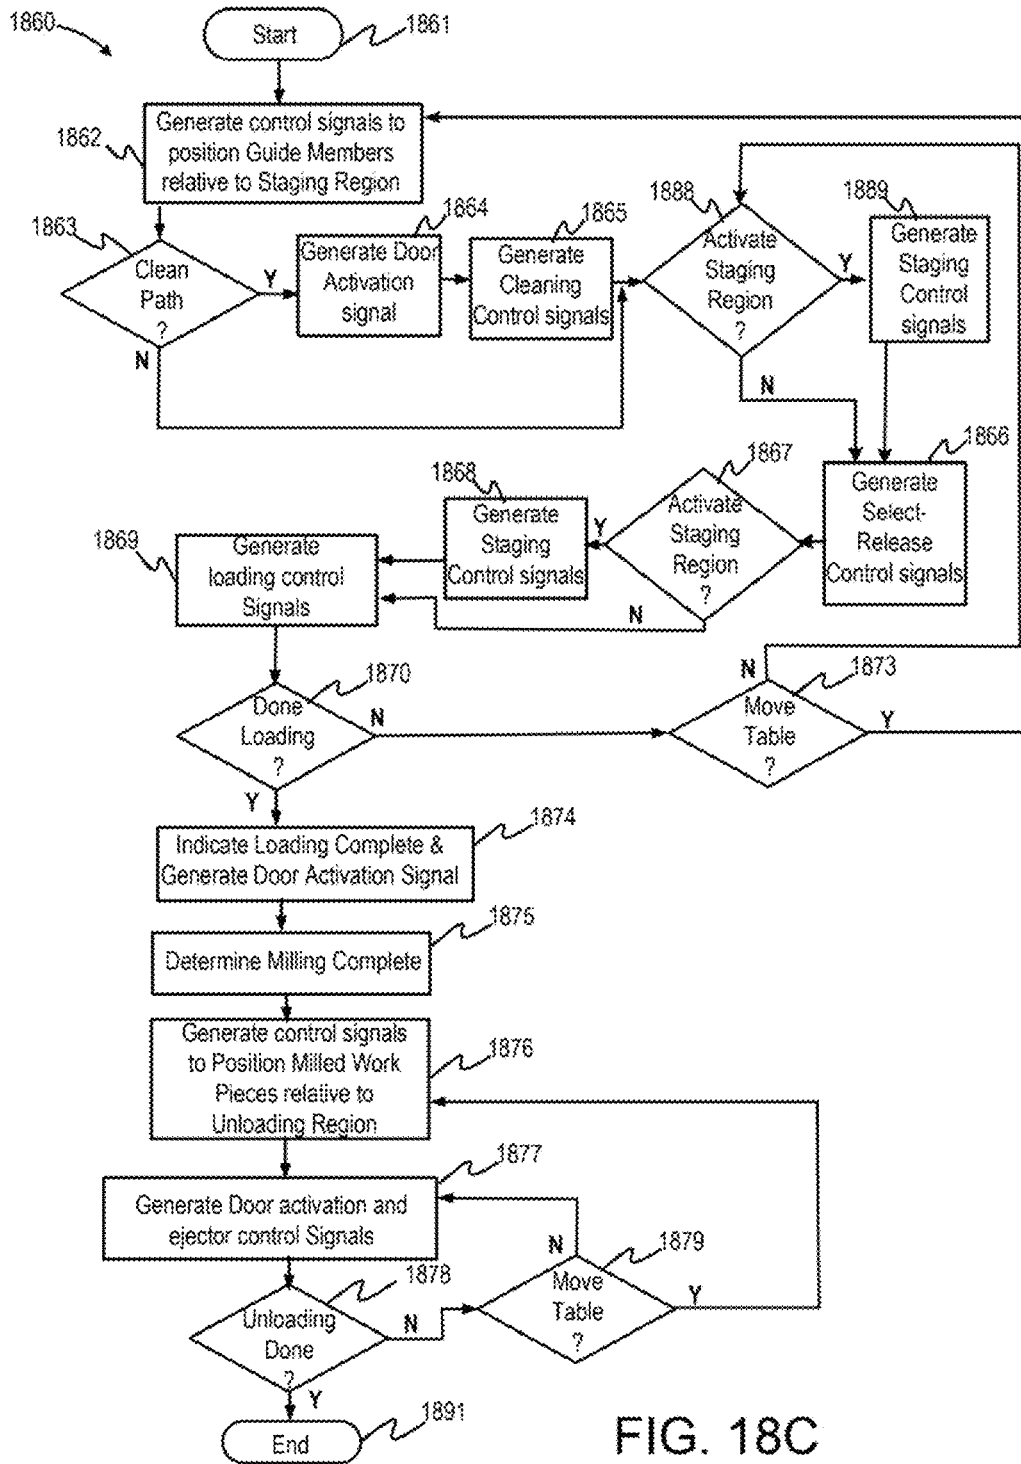 1860
Start
1861
Generate control signals to
position Guide Members
relative to Staging Region
1862
1863
Clean
Path
?
Y
N
1864
Generate Door
Activation
signal
1865
Generate
Cleaning
Control signals
1888
Activate
Staging
Region
?
Y
N
1889
Generate
Staging
Control
signals
1866
Generate
Select-
Release
Control signals
1867
Activate
Staging
Region
?
Y
N
1868
Generate
Staging
Control signals
1869
Generate
loading control
Signals
1870
Done
Loading
?
N
Y
1873
Move
Table
?
N
Y
1874
Indicate Loading Complete &
Generate Door Activation Signal
1875
Determine Milling Complete
1876
Generate control signals
to Position Milled Work
Pieces relative to
Unloading Region
1877
Generate Door activation and
ejector control Signals
1878
Unloading
Done
?
N
Y
1879
Move
Table
?
N
Y
1891
End
FIG. 18C